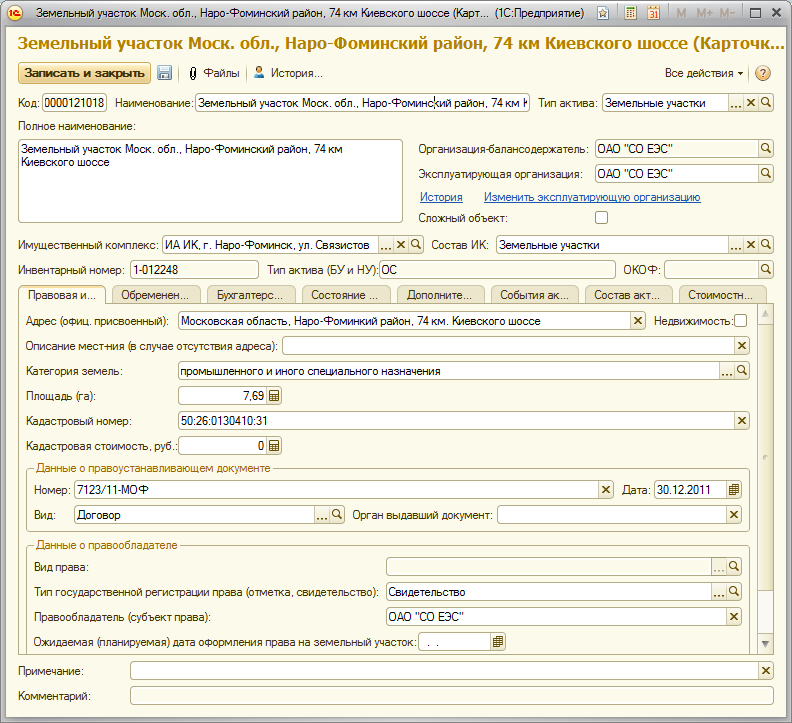 Земельный участок Моск. обл., Наро-Фоминский район, 74 км Киевского шоссе (Карт... (1С:Предприятие)
M M+ M-
Земельный участок Моск. обл., Наро-Фоминский район, 74 км Киевского шоссе (Карточк...
Записать и закрыть Файлы История... Все действия
Код: 0000121018 Наименование: Земельный участок Моск. обл., Наро-Фоминский район, 74 км К Тип актива: Земельные участки
Полное наименование:
Земельный участок Моск. обл., Наро-Фоминский район, 74 км
Киевского шоссе
Организация-балансодержатель: ОАО "СО ЕЭС"
Эксплуатирующая организация: ОАО "СО ЕЭС"
История Изменить эксплуатирующую организацию
Сложный объект:
Имущественный комплекс: ИА ИК, г. Наро-Фоминск, ул. Связистов Состав ИК: Земельные участки
Инвентарный номер: 1-012248 Тип актива (БУ и НУ): ОС ОКОФ:
Правовая и... Обременен... Бухгалтерс... Состояние ... Дополните... События ак... Состав акт... Стоимостн...
Адрес (офиц. присвоенный): Московская область, Наро-Фоминкий район, 74 км. Киевского шоссе Недвижимость:
Описание мест-ния (в случае отсутствия адреса):
Категория земель: промышленного и иного специального назначения
Площадь (га): 7,69
Кадастровый номер: 50:26:0130410:31
Кадастровая стоимость, руб.: 0
Данные о правоустанавливающем документе
Номер: 7123/11-МОФ Дата: 30.12.2011
Вид: Договор Орган выдавший документ:
Данные о правообладателе
Вид права:
Тип государственной регистрации права (отметка, свидетельство): Свидетельство
Правообладатель (субъект права): ОАО "СО ЕЭС"
Ожидаемая (планируемая) дата оформления права на земельный участок: . .
Примечание:
Комментарий: